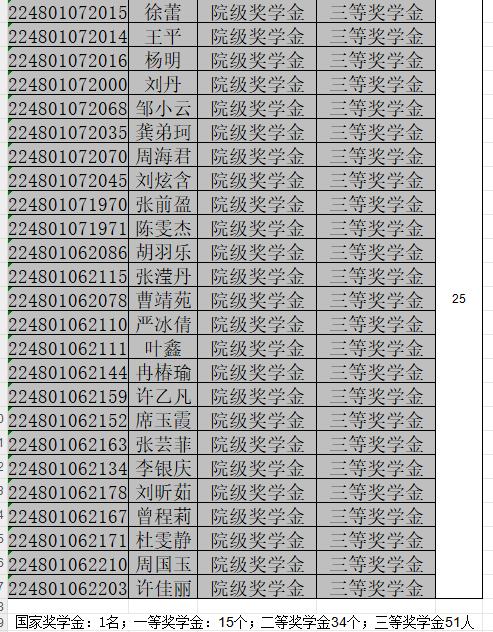 224801072015 徐蕾 院级奖学金 三等奖学金
224801072014 王平 院级奖学金 三等奖学金
224801072016 杨明 院级奖学金 三等奖学金
224801072000 刘丹 院级奖学金 三等奖学金
224801072068 邹小云 院级奖学金 三等奖学金
224801072035 龚弟珂 院级奖学金 三等奖学金
224801072070 周海君 院级奖学金 三等奖学金
224801072045 刘炫含 院级奖学金 三等奖学金
224801071970 张前盈 院级奖学金 三等奖学金
224801071971 陈雯杰 院级奖学金 三等奖学金
224801062086 胡羽乐 院级奖学金 三等奖学金
224801062115 张滢丹 院级奖学金 三等奖学金
224801062078 曹靖苑 院级奖学金 三等奖学金 25
224801062110 严冰倩 院级奖学金 三等奖学金
224801062111 叶鑫 院级奖学金 三等奖学金
224801062144 冉椿瑜 院级奖学金 三等奖学金
224801062159 许乙凡 院级奖学金 三等奖学金
224801062152 席玉霞 院级奖学金 三等奖学金
224801062163 张芸菲 院级奖学金 三等奖学金
224801062134 李银庆 院级奖学金 三等奖学金
224801062178 刘昕茹 院级奖学金 三等奖学金
224801062167 曾程莉 院级奖学金 三等奖学金
224801062171 杜雯静 院级奖学金 三等奖学金
224801062210 周国玉 院级奖学金 三等奖学金
224801062203 许佳丽 院级奖学金 三等奖学金
国家奖学金：1名；一等奖学金：15个；二等奖学金34个；三等奖学金51人